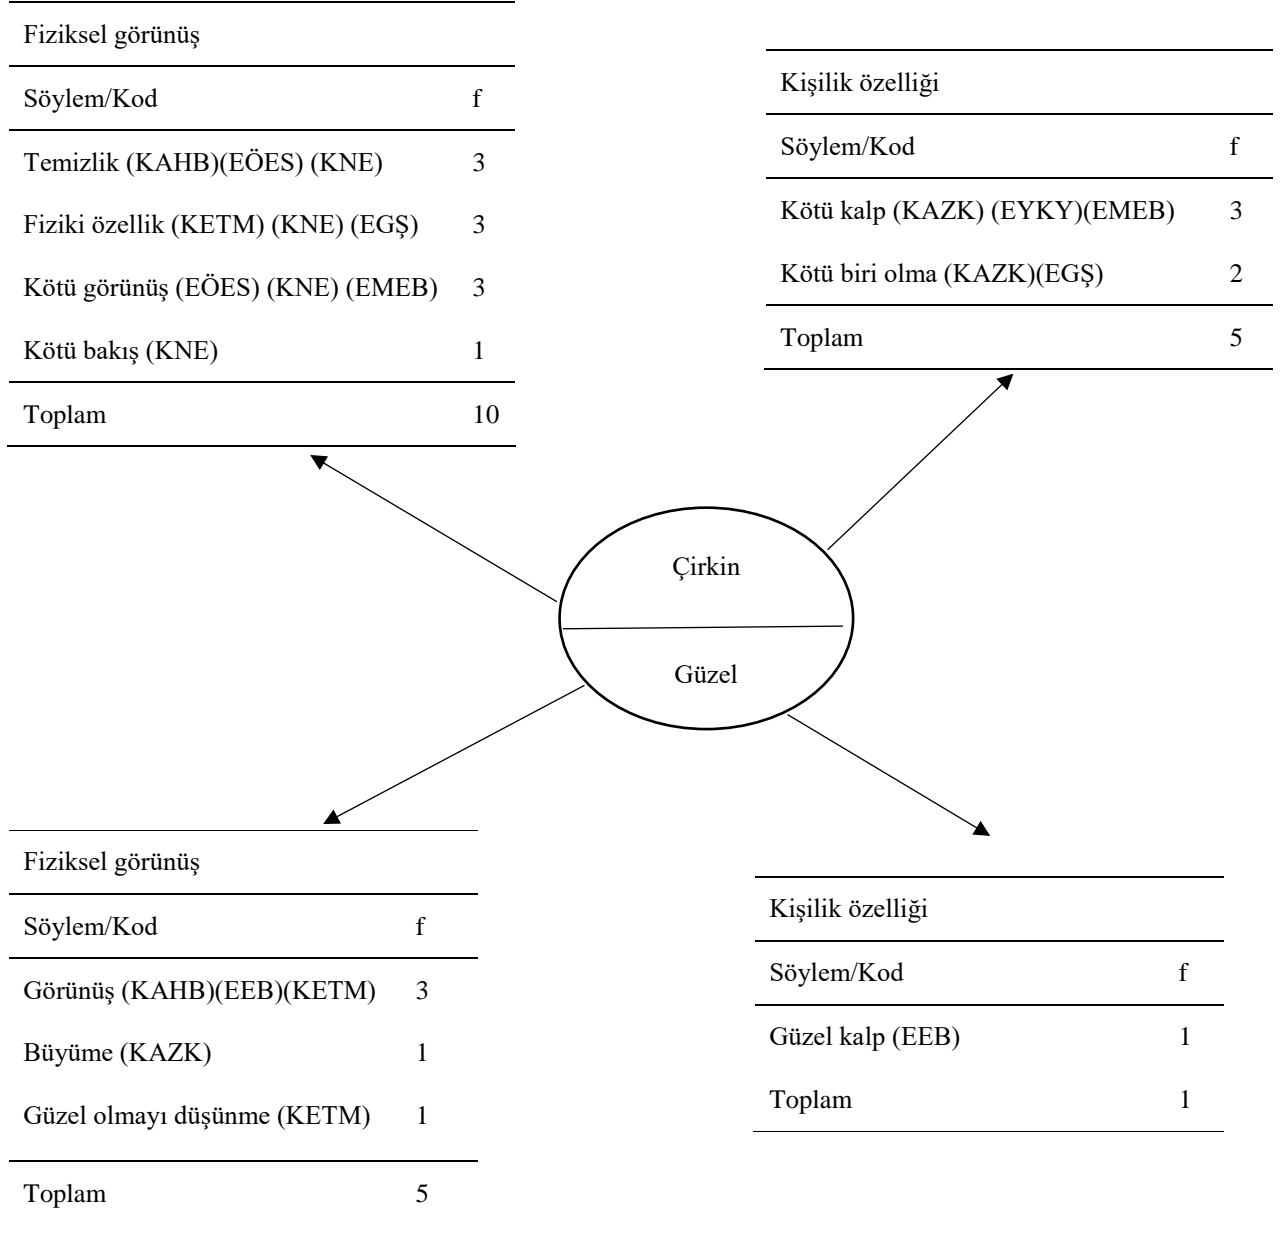 Fiziksel görünüş
Söylem/Kod f
Temizlik (KAHB)(EÖES) (KNE) 3
Fiziki özellik (KETM) (KNE) (EGŞ) 3
Kötü görünüş (EÖES) (KNE) (EMEB) 3
Kötü bakış (KNE) 1
Toplam 10
Kişilik özelliği
Söylem/Kod f
Kötü kalp (KAZK) (EYKY)(EMEB) 3
Kötü biri olma (KAZK)(EGŞ) 2
Toplam 5
Çirkin
Güzel
Fiziksel görünüş
Söylem/Kod f
Görünüş (KAHB)(EEB)(KETM) 3
Büyüme (KAZK) 1
Güzel olmayı düşünme (KETM) 1
Toplam 5
Kişilik özelliği
Söylem/Kod f
Güzel kalp (EEB) 1
Toplam 1